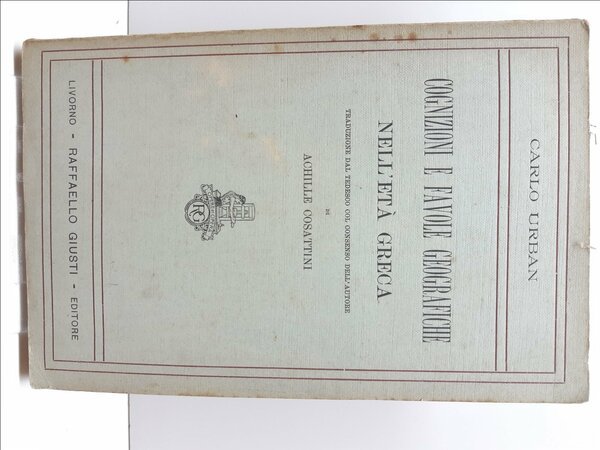 CARLO URBAN
COGNIZIONI E FAVOLE GEOGRAFICHE
NELL'ETÀ GRECA
TRADUZIONE DAL TEDESCO COL CONSENSO DELL'AUTORE
DI
ACHILLE COSATTINI
RG
LIVORNO - RAFFAELLO GIUSTI - EDITORE